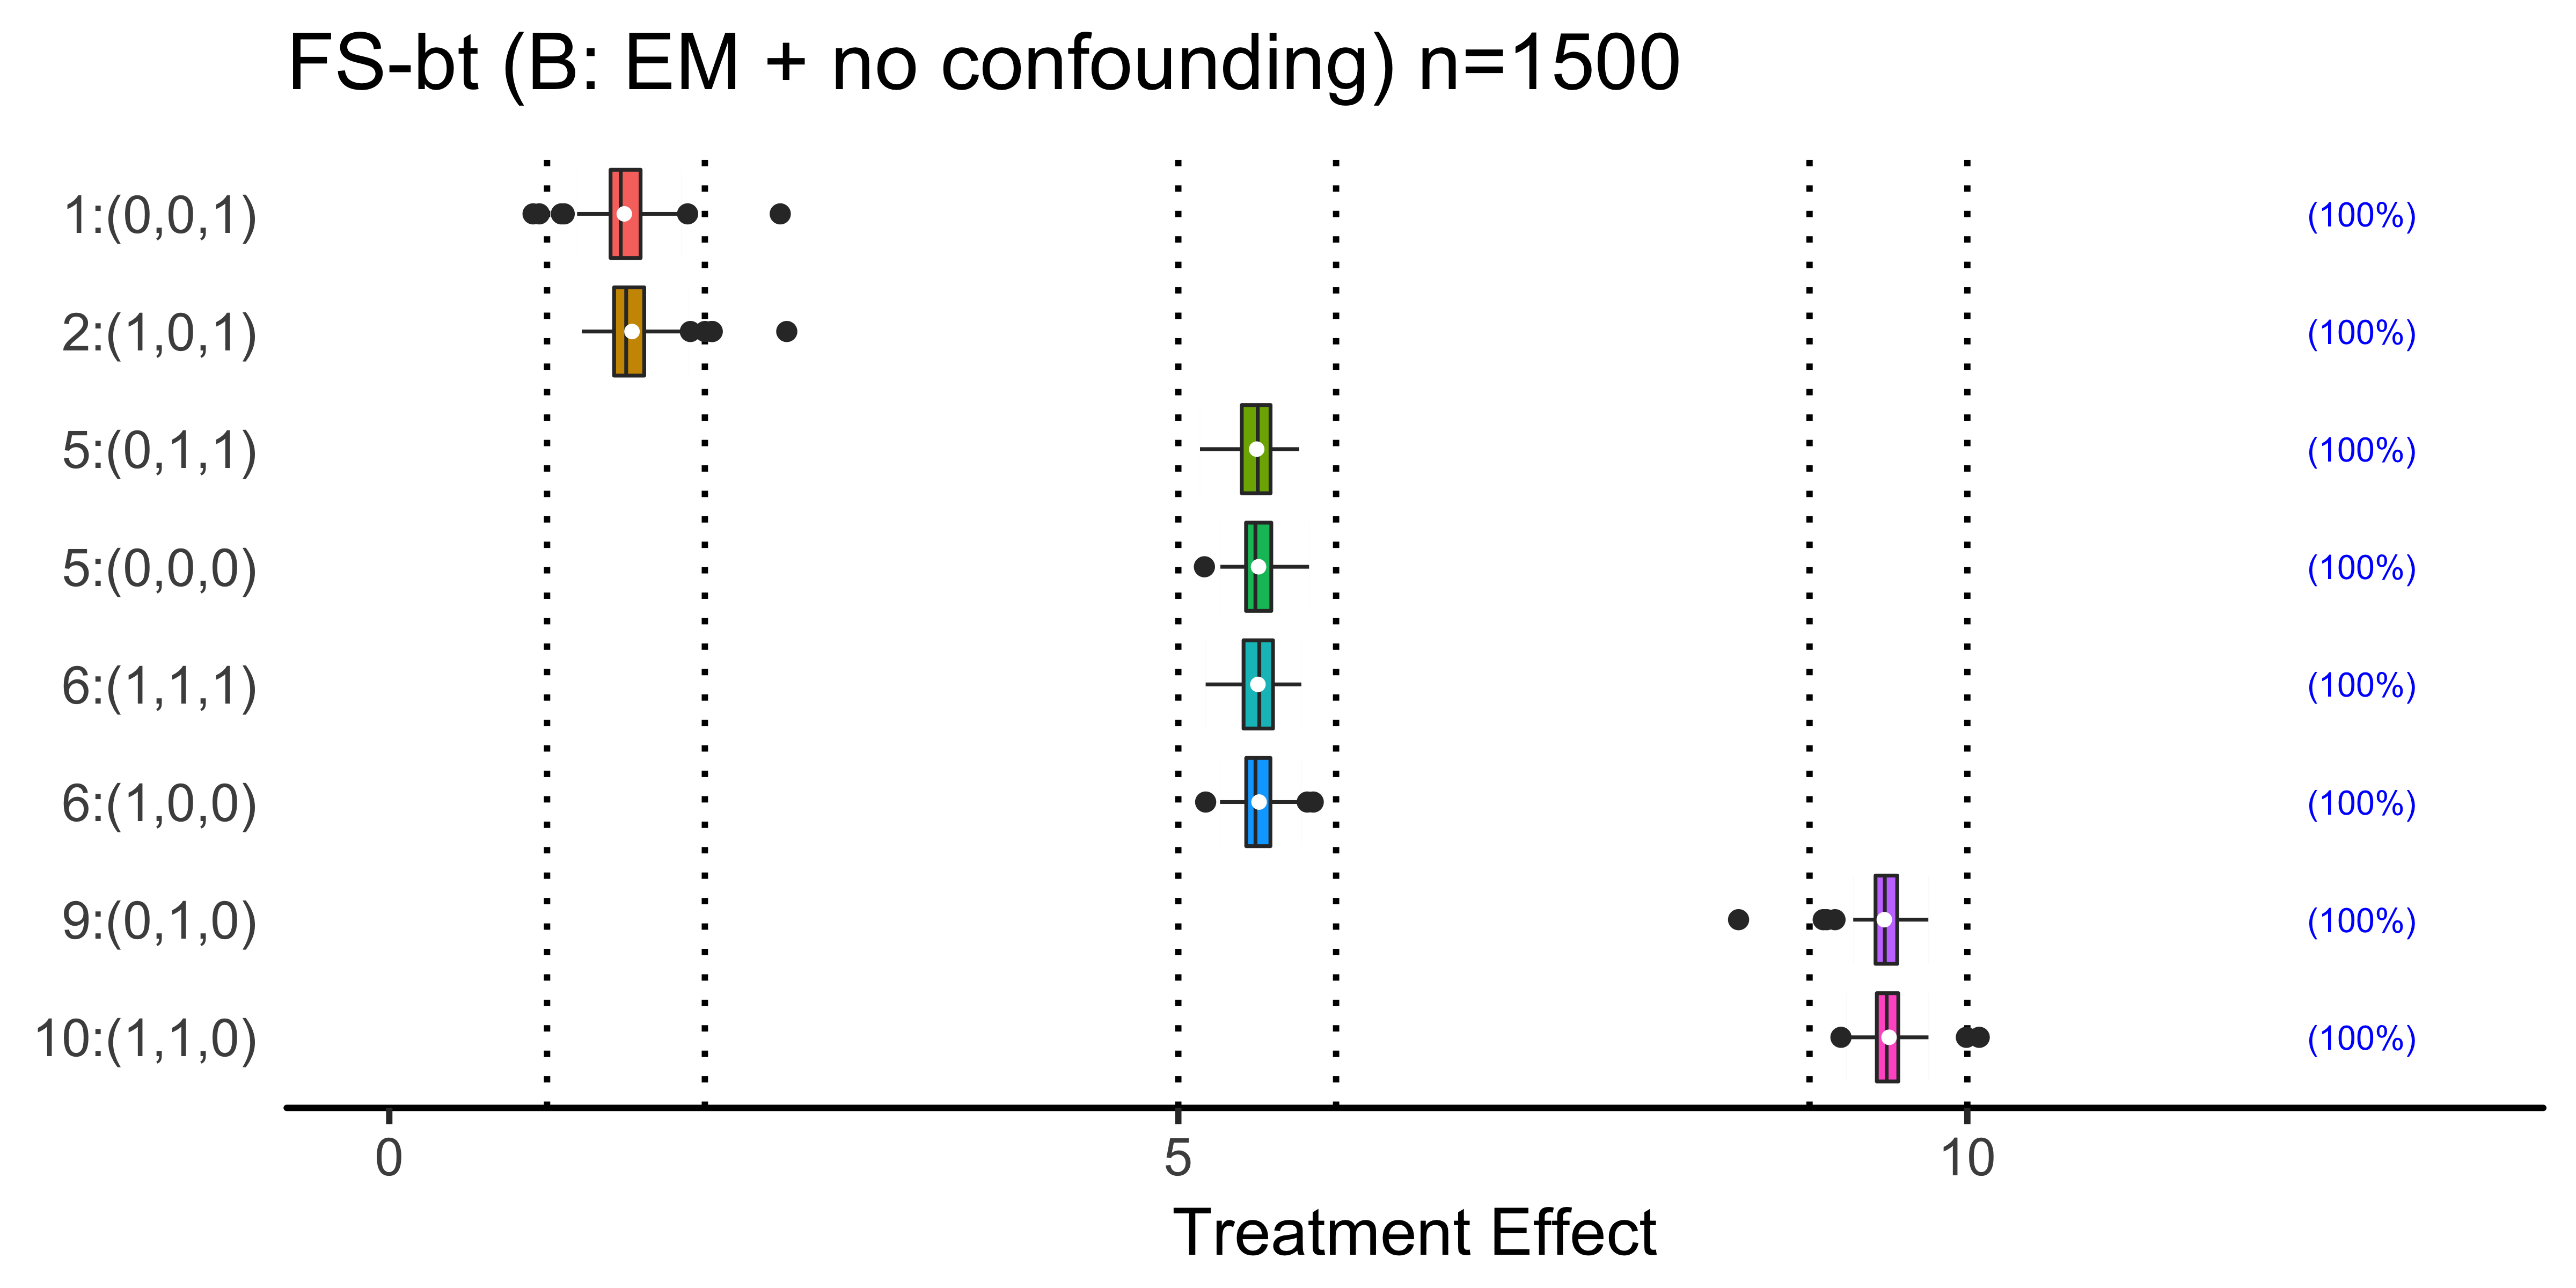 FS-bt (B: EM + no confounding) n=1500
1:(0,0,1) (100%)
2:(1,0,1) (100%)
5:(0,1,1) (100%)
5:(0,0,0) (100%)
6:(1,1,1) (100%)
6:(1,0,0) (100%)
9:(0,1,0) (100%)
10:(1,1,0) (100%)
0 5 10
Treatment Effect